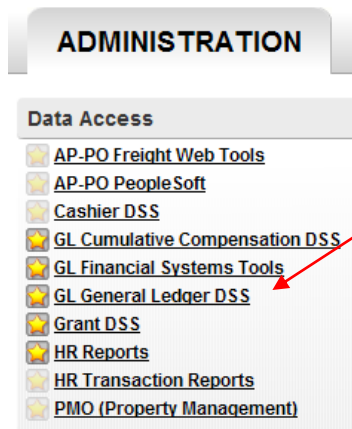 ADMINISTRATION
Data Access
AP-PO Freight Web Tools
AP-PO PeopleSoft
Cashier DSS
GL Cumulative Compensation DSS
GL Financial Systems Tools
GL General Ledger DSS
Grant DSS
HR Reports
HR Transaction Reports
PMO (Property Management)